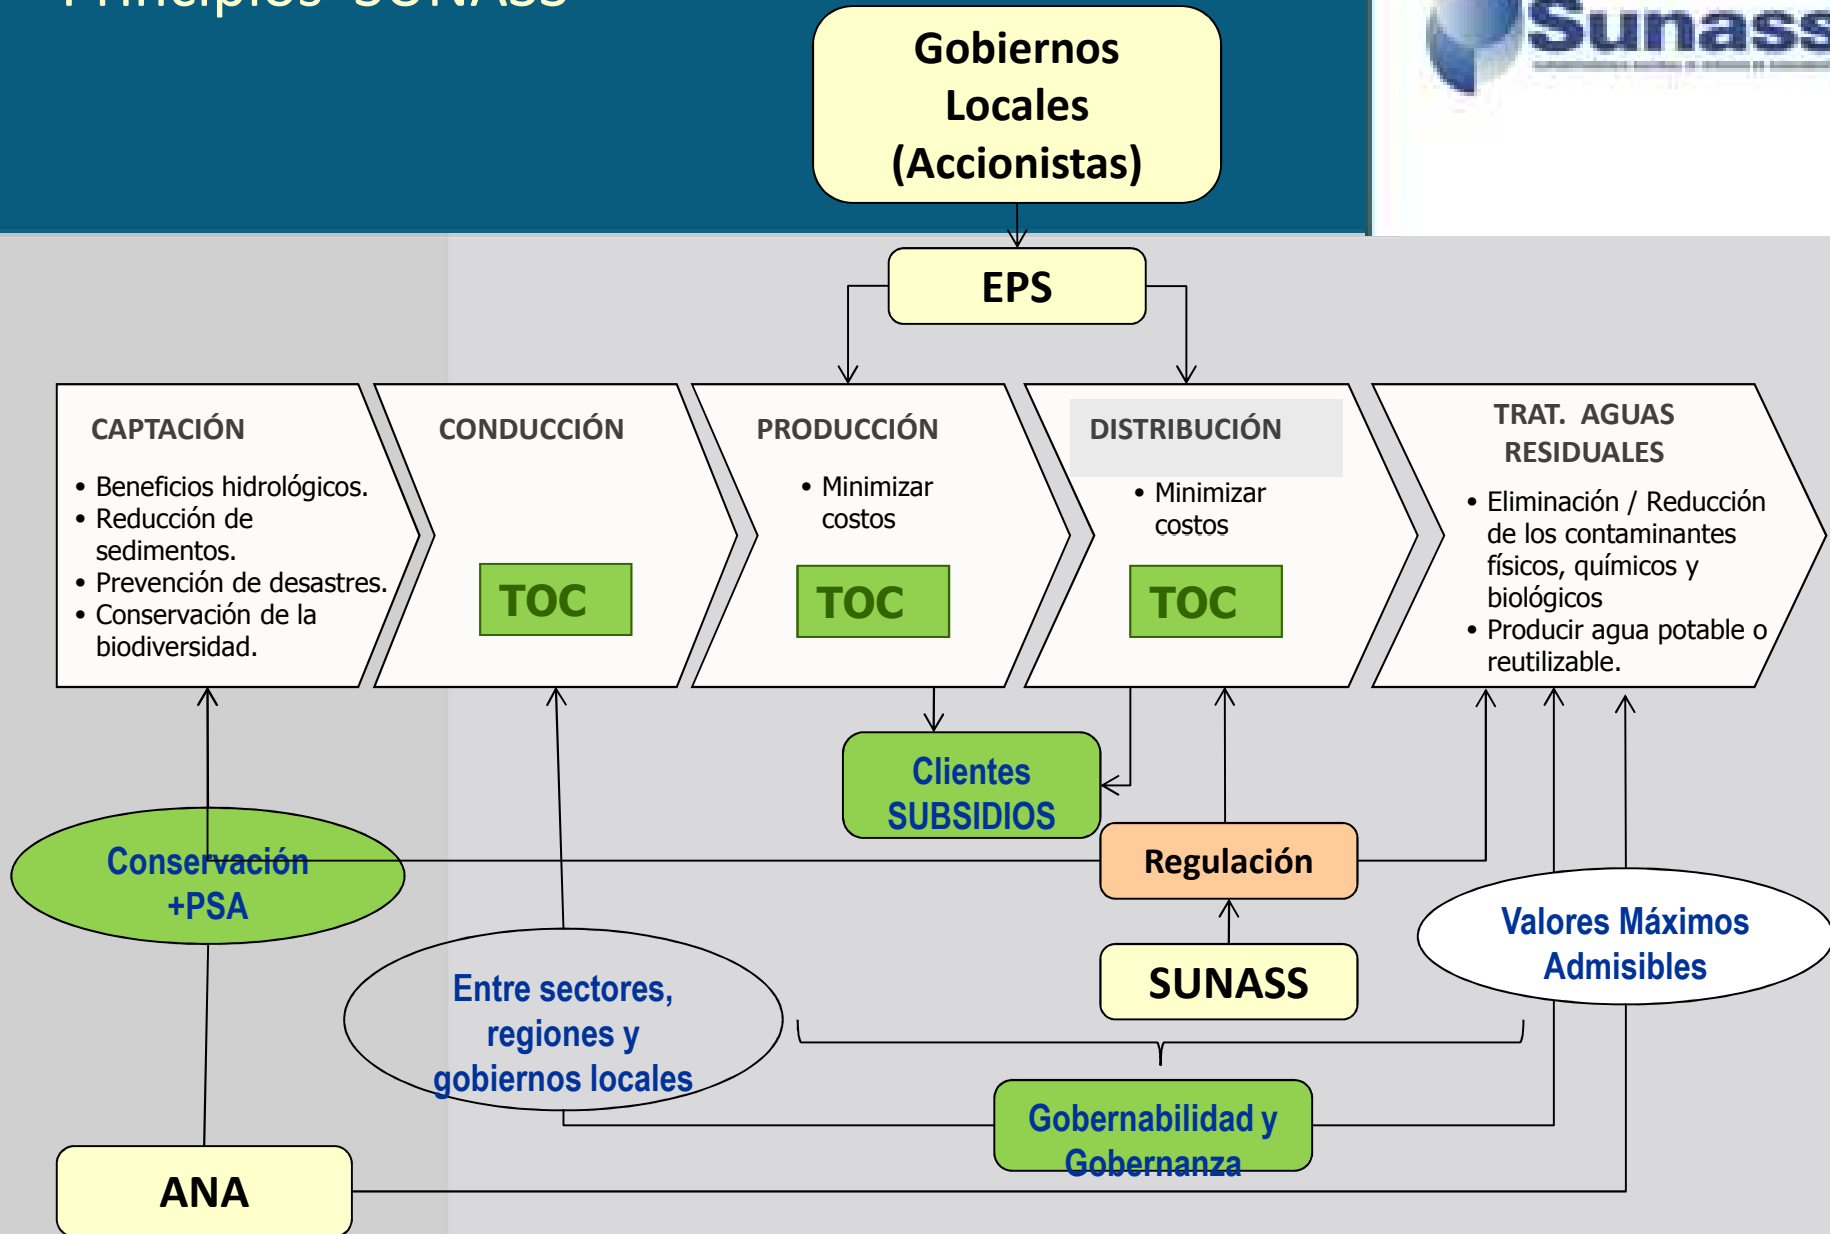 Principios SUNASS
Sunass
Gobiernos
Locales
(Accionistas)
EPS
CAPTACIÓN
• Beneficios hidrológicos.
• Reducción de
sedimentos.
• Prevención de desastres.
• Conservación de la
biodiversidad.
CONDUCCIÓN
TOC
PRODUCCIÓN
• Minimizar
costos
TOC
DISTRIBUCIÓN
• Minimizar
costos
TOC
TRAT. AGUAS
RESIDUALES
• Eliminación / Reducción
de los contaminantes
físicos, químicos y
biológicos
• Producir agua potable o
reutilizable.
Clientes
SUBSIDIOS
Conservación
+PSA
Regulación
Valores Máximos
Admisibles
Entre sectores,
regiones y
gobiernos locales
SUNASS
Gobernabilidad y
Gobernanza
ANA